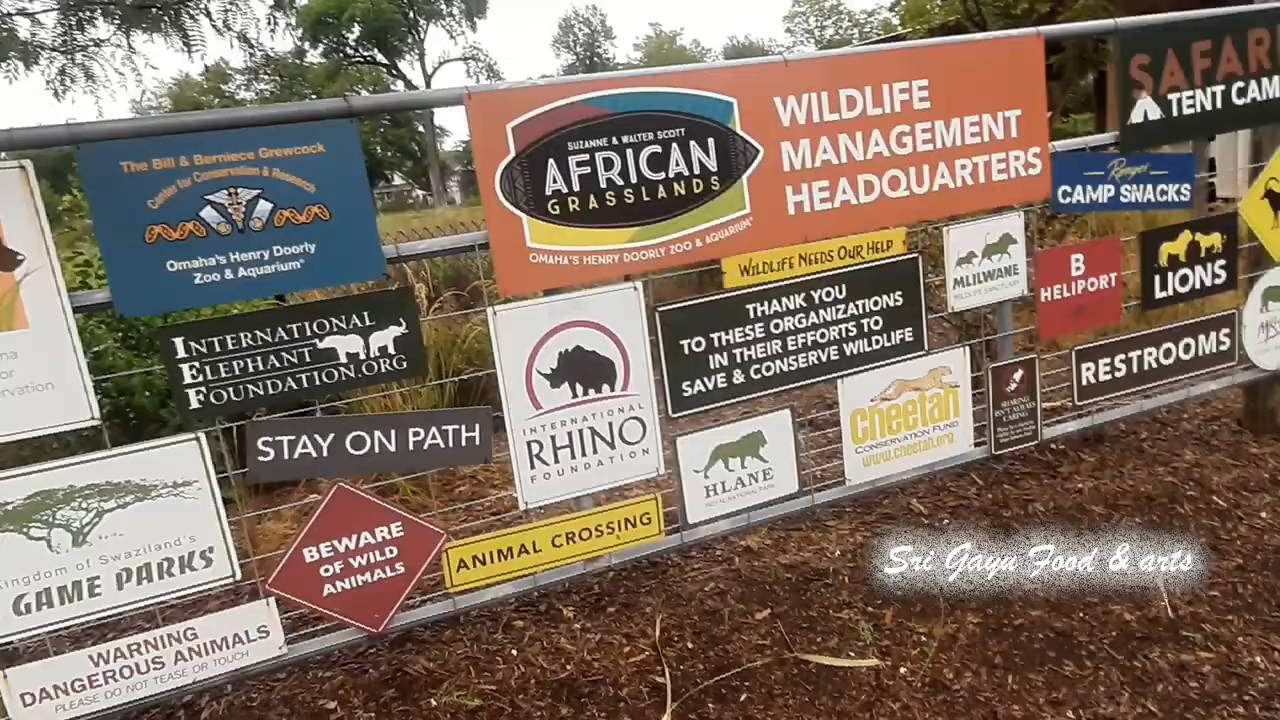 The Bill & Berniece Grewcock
Center for Conservation & Research
Omaha's Henry Doorly
Zoo & Aquarium®
SUZANNE & WALTER SCOTT
AFRICAN
GRASSLANDS
OMAHA'S HENRY DOORLY ZOO & AQUARIUM®
WILDLIFE
MANAGEMENT
HEADQUARTERS
SAFARI
TENT CAM
Ranger
CAMP SNACKS
WILDLIFE NEEDS OUR HELP
THANK YOU
TO THESE ORGANIZATIONS
IN THEIR EFFORTS TO
SAVE & CONSERVE WILDLIFE
MLILWANE
WILDLIFE SANCTUARY
B
HELIPORT
LIONS
RESTROOMS
INTERNATIONAL
ELEPHANT
FOUNDATION.ORG
STAY ON PATH
INTERNATIONAL
RHINO
FOUNDATION
HLANE
ROYAL NATIONAL PARK
Cheetah
CONSERVATION FUND
www.cheetah.org
SHARING
ISN'T ALWAYS
CARING
Kingdom of Swaziland's
GAME PARKS
BEWARE
OF WILD
ANIMALS
ANIMAL CROSSING
WARNING
DANGEROUS ANIMALS
PLEASE DO NOT TEASE OR TOUCH
Sri Gayu Food & arts